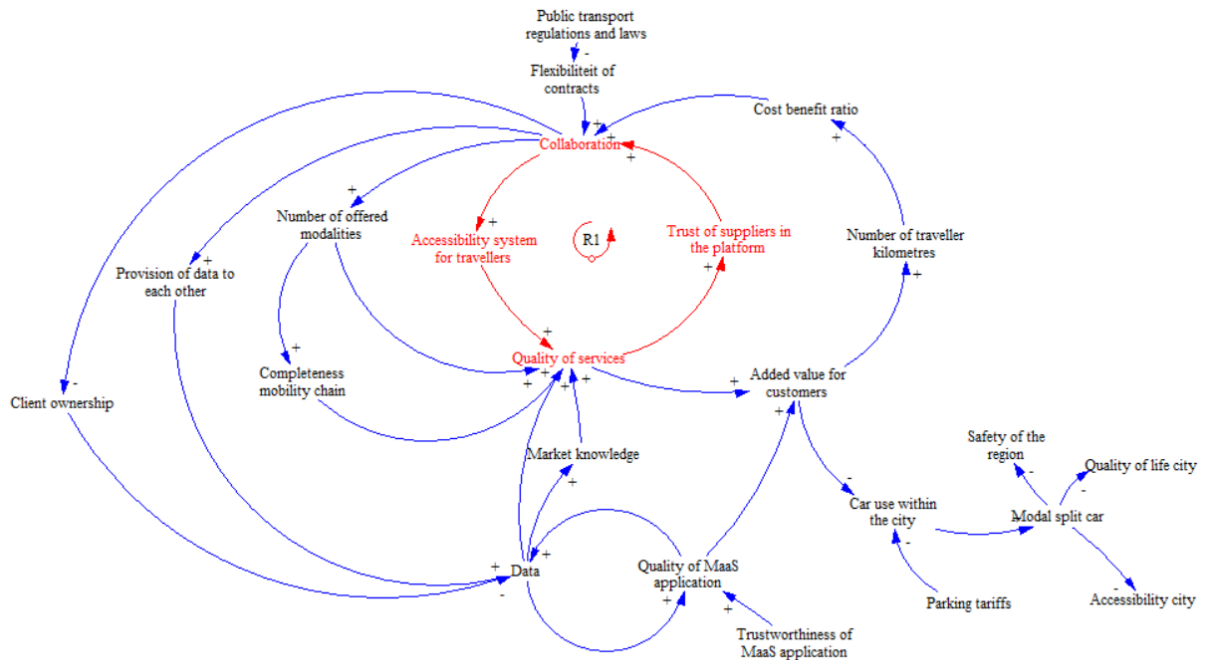 Public transport
regulations and laws
-
Flexibiliteit of
contracts
+
+
Collaboration
+
Cost benefit ratio
+
+
Number of offered
modalities
+
Accessibility system
for travellers
R1
Trust of suppliers in
the platform
+
Number of traveller
kilometres
+
+
Provision of data to
each other
+
Completeness
mobility chain
+
Quality of services
+
+
+
+
+
-
Client ownership
+
Added value for
customers
+
Market knowledge
+
Safety of the
region
-
Quality of life city
-
-
Car use within
the city
-
+
Modal split car
+
-
Data
+
Quality of MaaS
application
+
+
Parking tariffs
-
Accessibility city
Trustworthiness of
MaaS application